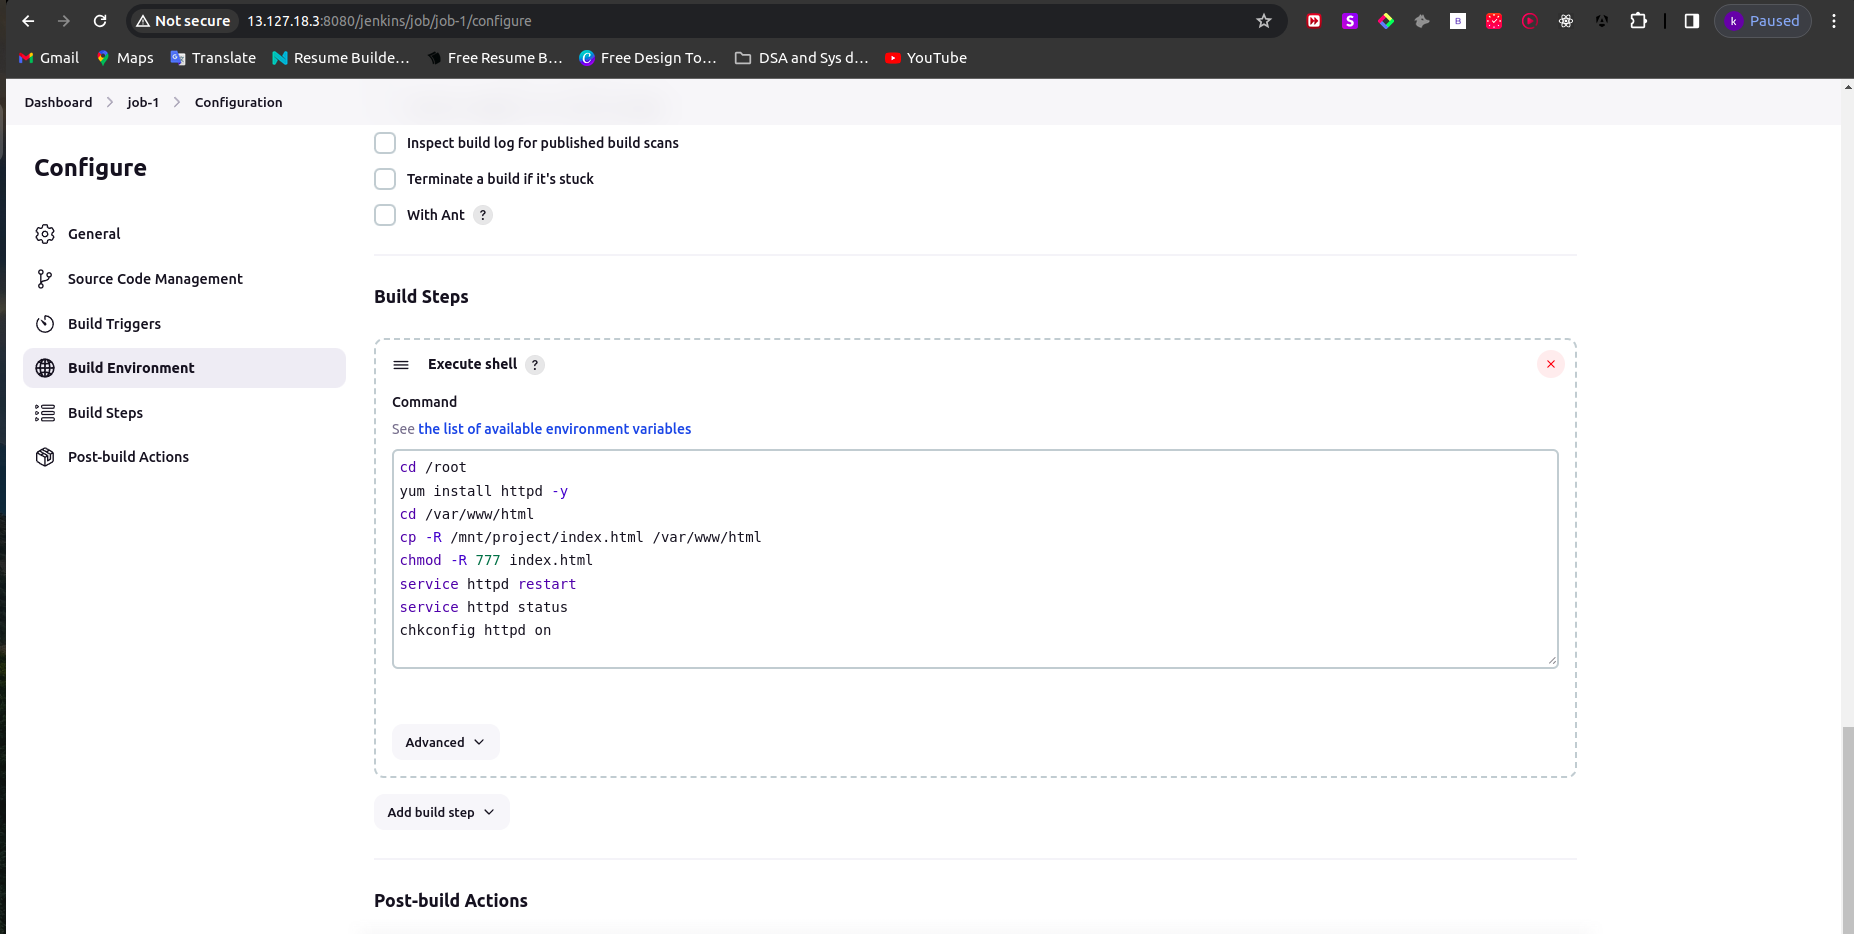 Not secure 13.127.18.3:8080/jenkins/job/job-1/configure
k Paused
Gmail Maps Translate Resume Builde... Free Resume B... Free Design To... DSA and Sys d... YouTube
Dashboard job-1 Configuration
Configure
General
Source Code Management
Build Triggers
Build Environment
Build Steps
Post-build Actions
Inspect build log for published build scans
Terminate a build if it's stuck
With Ant ?
Build Steps
Execute shell ?
Command
See the list of available environment variables
cd /root
yum install httpd -y
cd /var/www/html
cp -R /mnt/project/index.html /var/www/html
chmod -R 777 index.html
service httpd restart
service httpd status
chkconfig httpd on
Advanced
Add build step
Post-build Actions